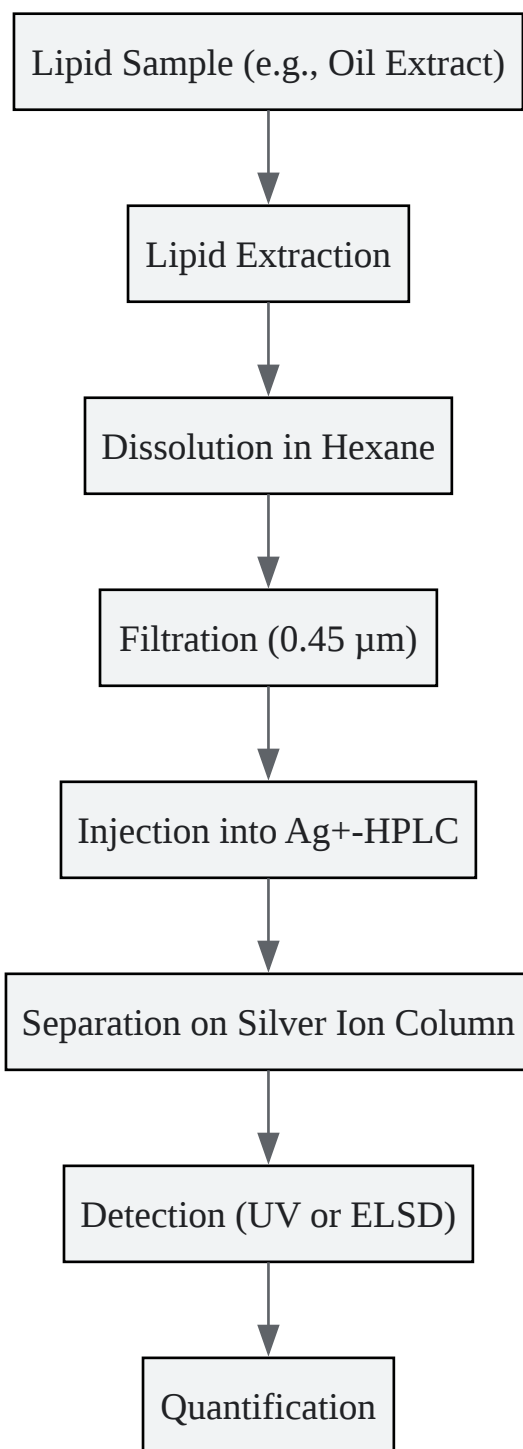 Lipid Sample (e.g., Oil Extract)
Lipid Extraction
Dissolution in Hexane
Filtration (0.45 µm)
Injection into Ag+-HPLC
Separation on Silver Ion Column
Detection (UV or ELSD)
Quantification